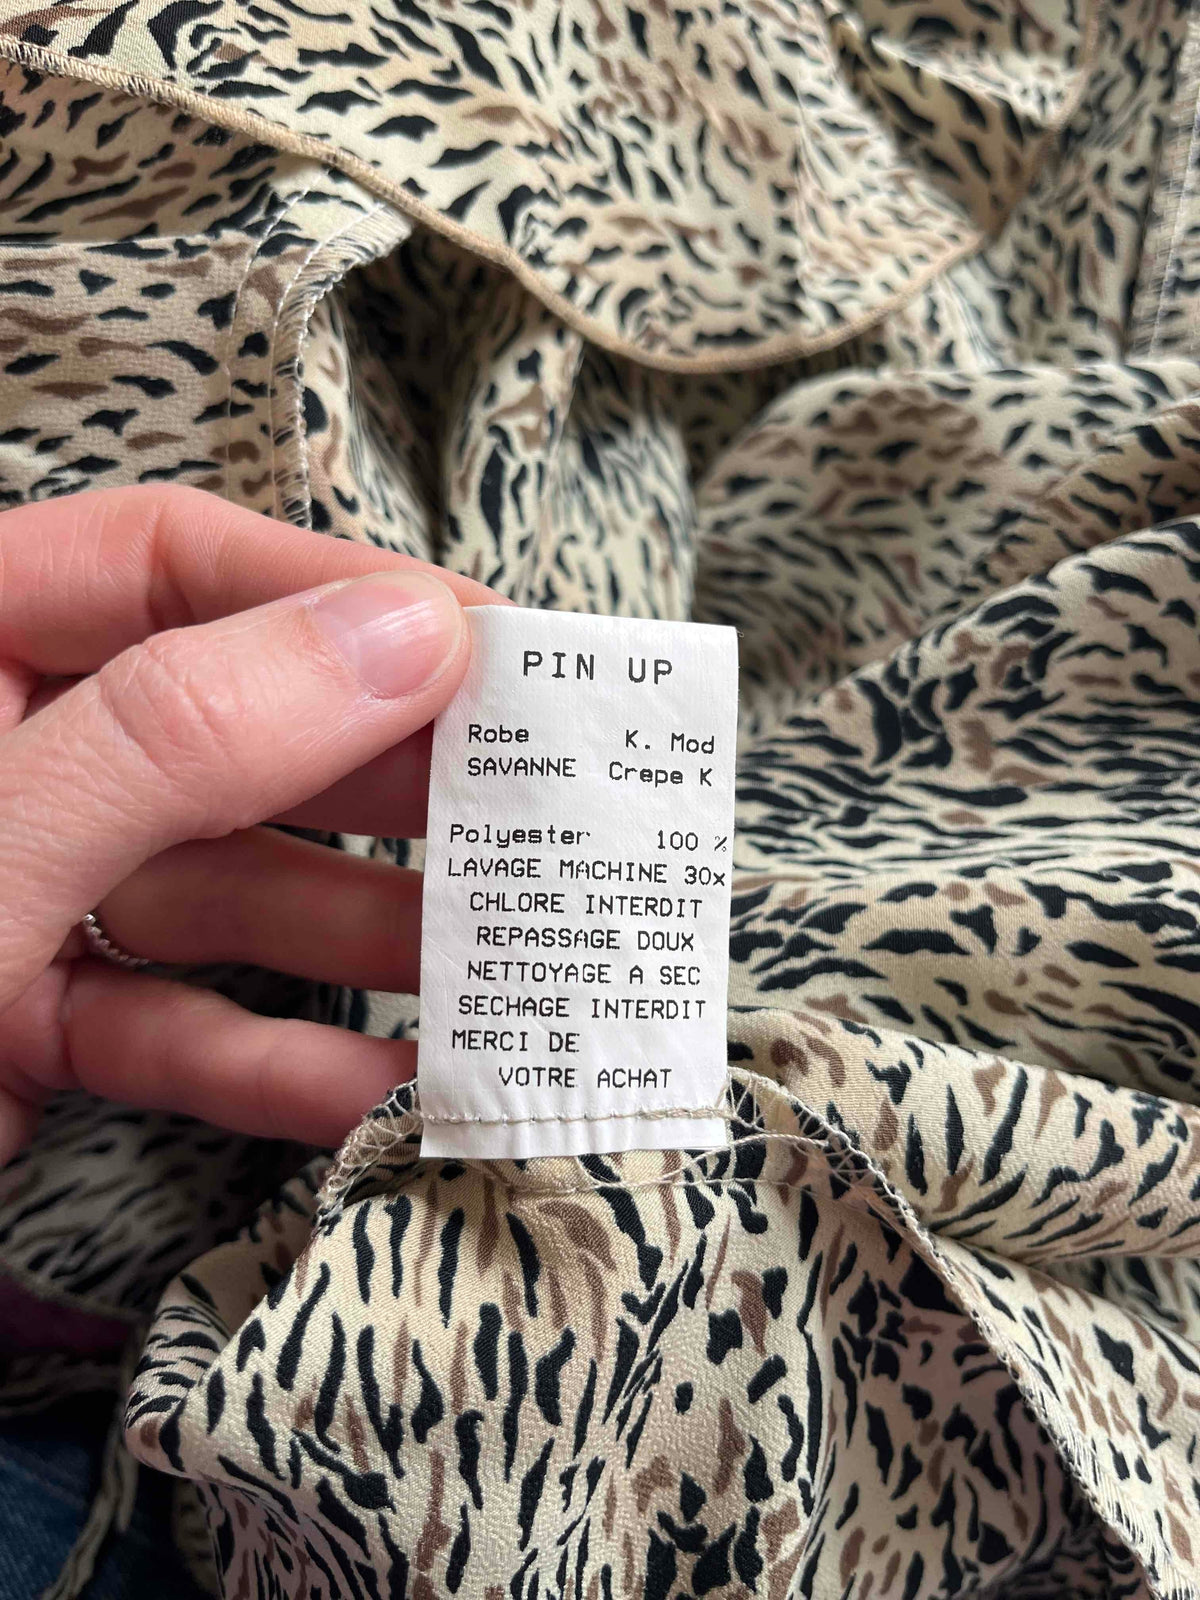 PIN UP
Robe K. Mod
SAVANNE Crepe K
Polyester 100 %
LAVAGE MACHINE 30x
CHLORE INTERDIT
REPASSAGE DOUX
NETTOYAGE A SEC
SECHAGE INTERDIT
MERCI DE
VOTRE ACHAT